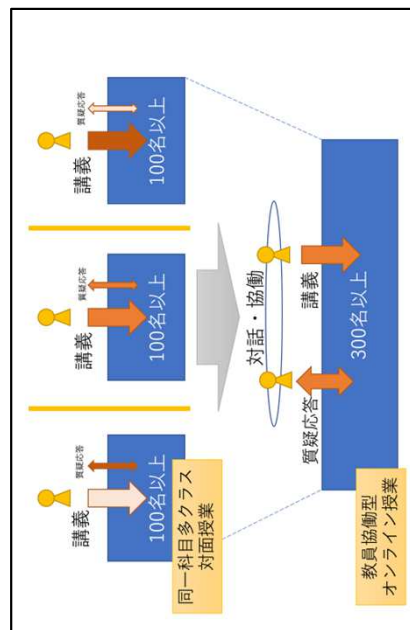 講義
質疑応答
100名以上
講義
質疑応答
100名以上
講義
質疑応答
100名以上
同一科目多クラス
対面授業
対話・協働
質疑応答
講義
300名以上
教員協働型
オンライン授業